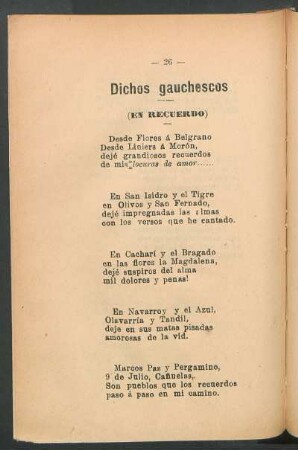 — 26 —
Dichos gauchescos
(EN RECUERDO)
Desde Flores á Belgrano
Desde Liniers á Morón,
dejé grandiosos recuerdos
de mis locuras de amor......
En San Isidro y el Tigre
en Olivos y San Fernado,
dejé impregnadas las almas
con los versos que he cantado.
En Cacharí y el Bragado
en las flores la Magdalena,
dejé suspiros del alma
mil dolores y penas!
En Navarroy y el Azul,
Olavarría y Tandil,
deje en sus matas pisadas
amorosas de la vid.
Marcos Paz y Pergamino,
9 de Julio, Cañuelas,
Son pueblos que los recuerdos
paso á paso en mi camino.